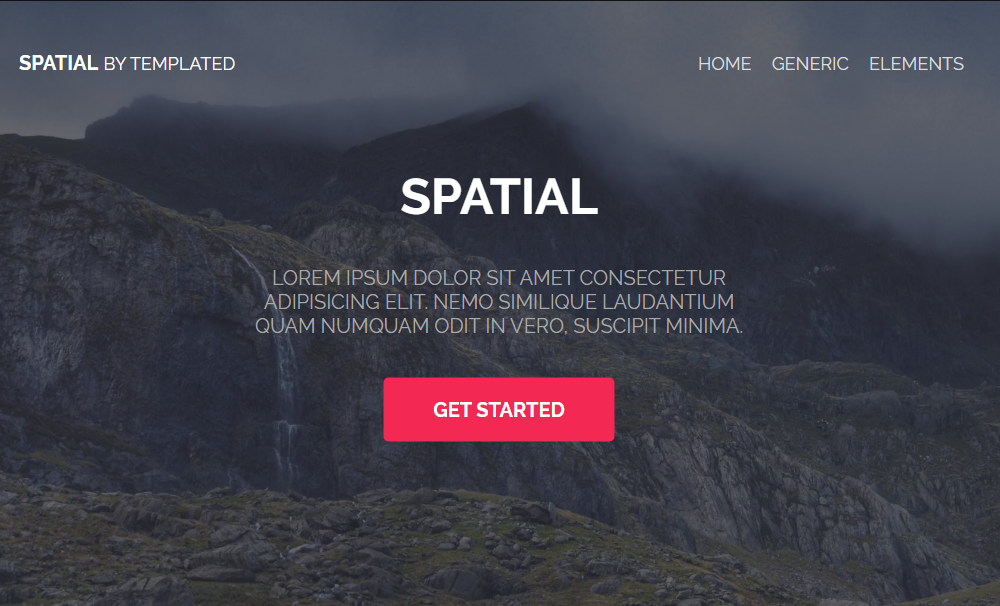 SPATIAL BY TEMPLATED
HOME GENERIC ELEMENTS
SPATIAL
LOREM IPSUM DOLOR SIT AMET CONSECTETUR
ADIPISICING ELIT. NEMO SIMILIQUE LAUDANTIUM
QUAM NUMQUAM ODIT IN VERO, SUSCIPIT MINIMA.
GET STARTED